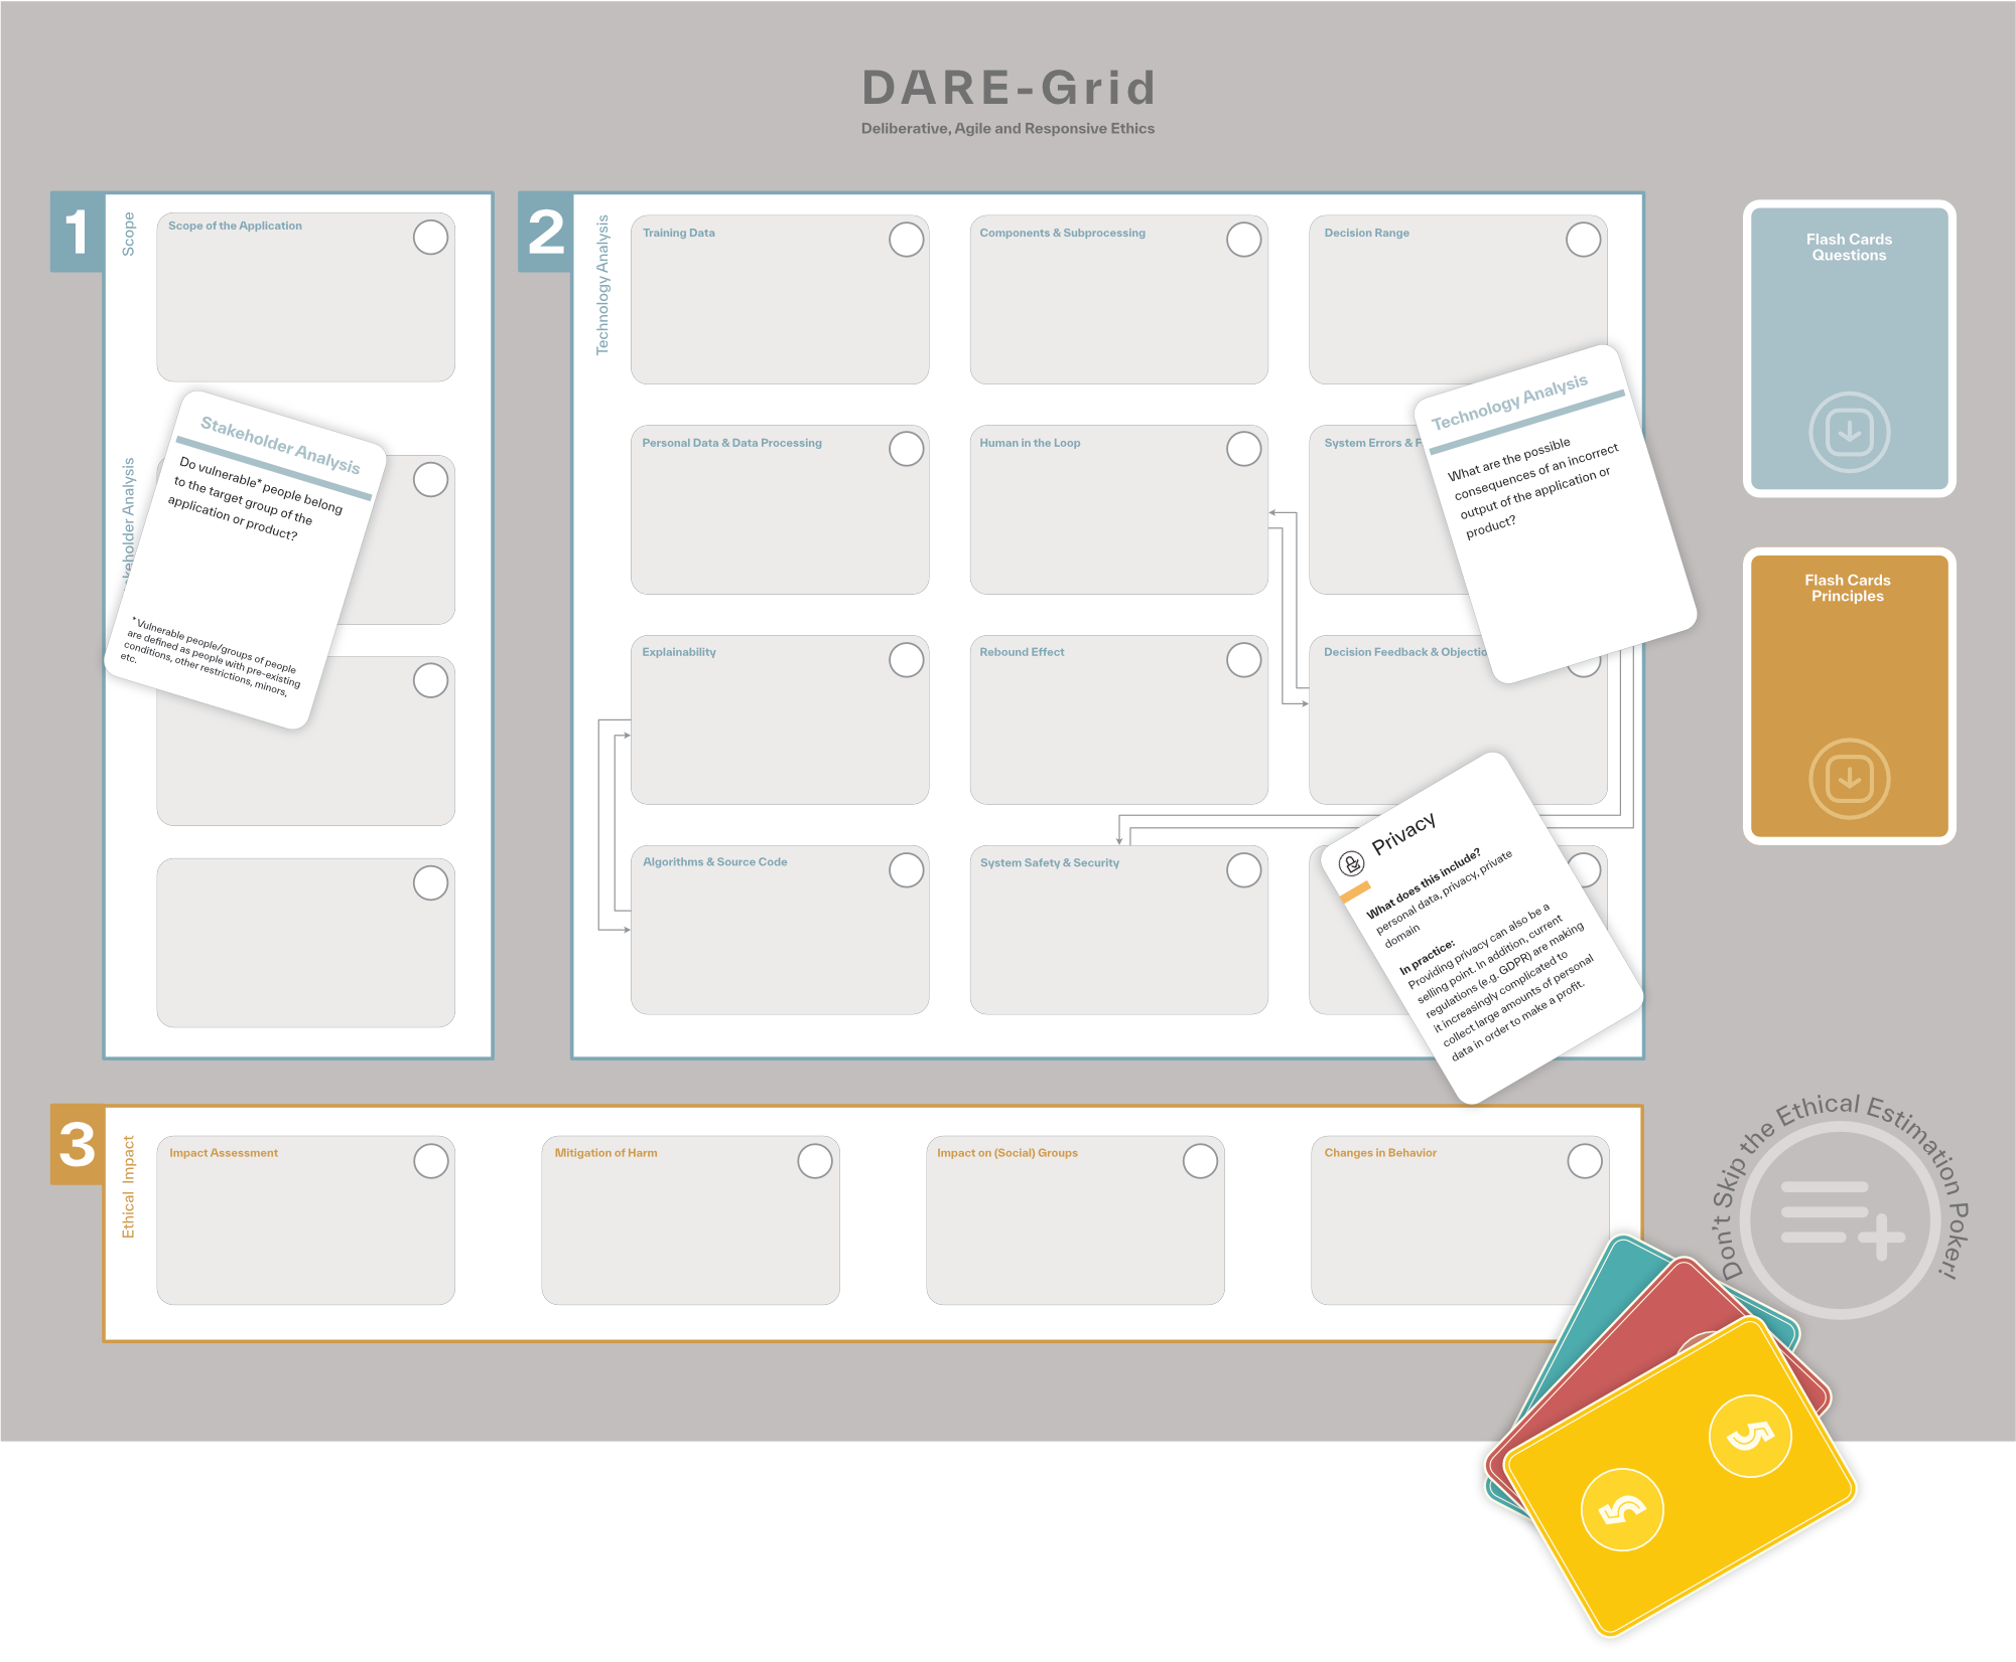 DARE-Grid
Deliberative, Agile and Responsive Ethics
1
Scope
Scope of the Application
Stakeholder Analysis
Do vulnerable* people belong
to the target group of the
application or product?
* Vulnerable people/groups of people
are defined as people with pre-existing
conditions, other restrictions, minors,
etc.
Analysis
2
Technology Analysis
Training Data
Components & Subprocessing
Decision Range
Personal Data & Data Processing
Human in the Loop
System Errors &
Technology Analysis
What are the possible
consequences of an incorrect
output of the application or
product?
Explainability
Rebound Effect
Decision Feedback &
Algorithms & Source Code
System Safety & Security
Privacy
What does this include?
personal data, privacy, private
domain
In practice:
Providing privacy can also be a
selling point. In addition, current
regulations (e.g. GDPR) are making
it increasingly complicated to
collect large amounts of personal
data in order to make a profit.
Flash Cards
Questions
Flash Cards
Principles
3
Ethical Impact
Impact Assessment
Mitigation of Harm
Impact on (Social) Groups
Changes in Behavior
Don't Skip the Ethical Estimation Poker!
5
5